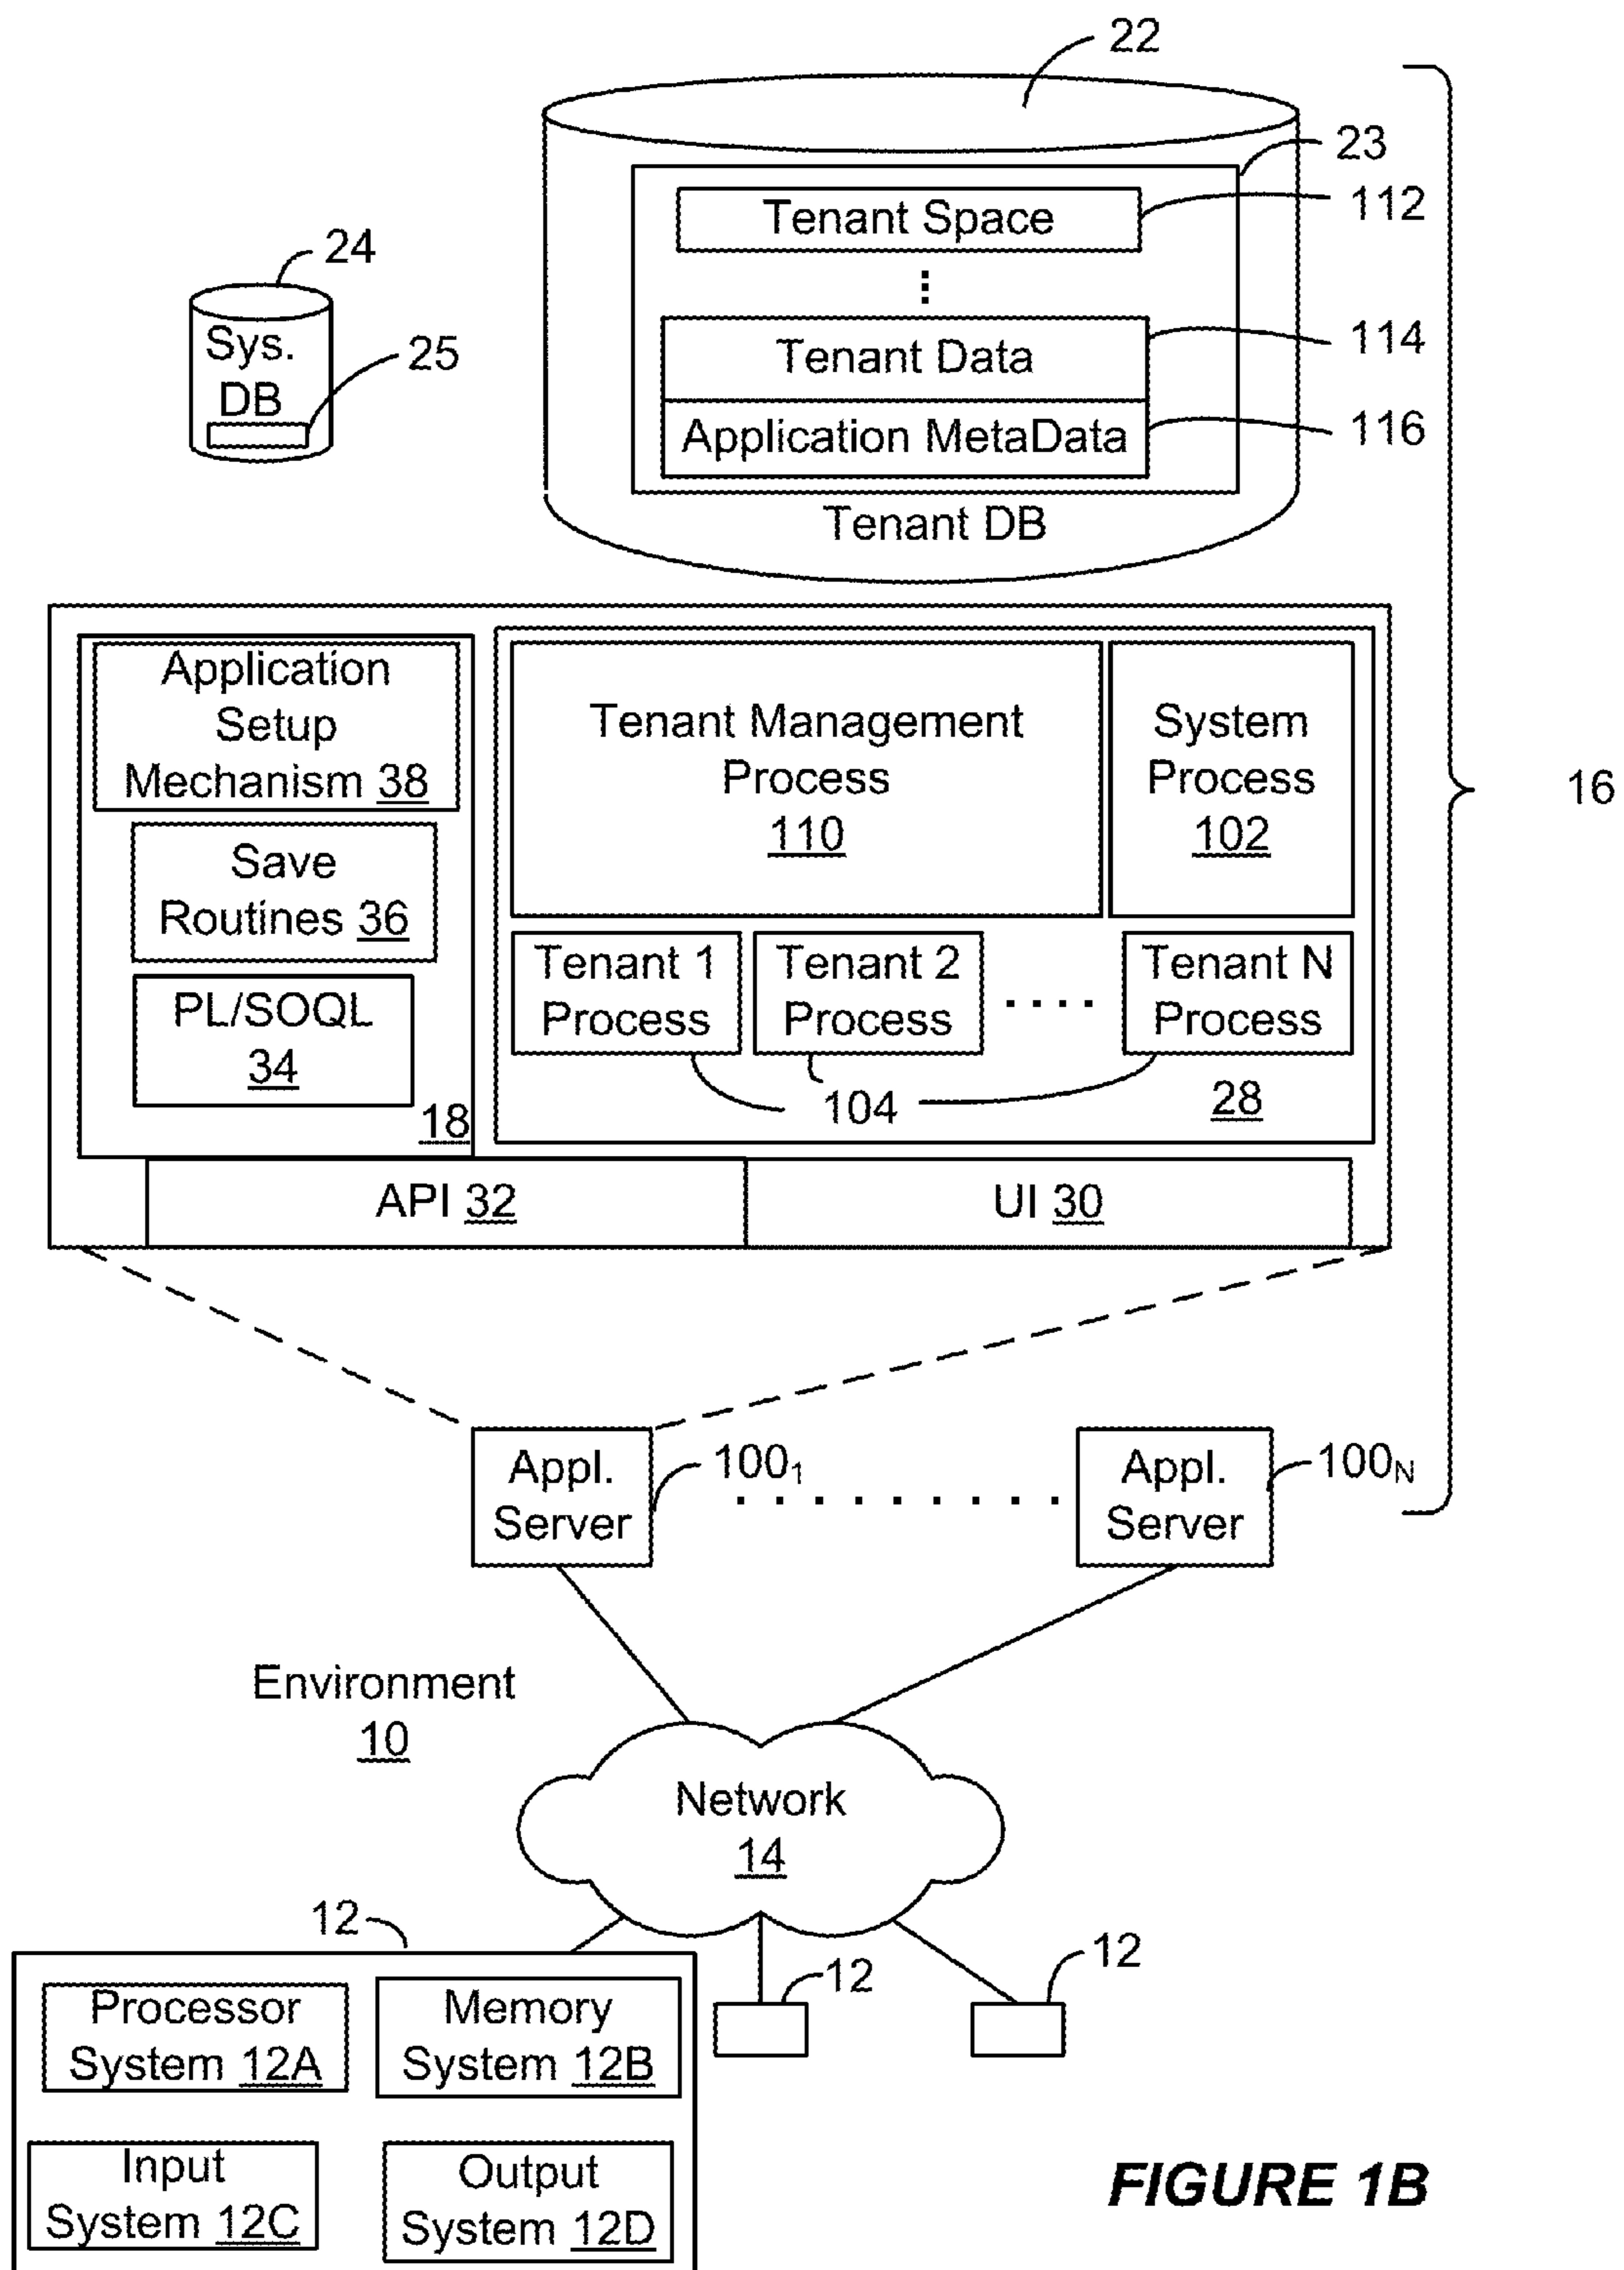 22
23
Tenant Space
112
24
Sys.
DB
25
Tenant Data
114
Application MetaData
116
Tenant DB
16
Application
Setup
Mechanism 38
Tenant Management
Process
110
System
Process
102
Save
Routines 36
PL/SOQL
34
18
Tenant 1
Process
Tenant 2
Process
Tenant N
Process
104
28
API 32
UI 30
Appl.
Server
100₁
Appl.
Server
100N
Environment
10
Network
14
12
12
12
Processor
System 12A
Memory
System 12B
Input
System 12C
Output
System 12D
FIGURE 1B